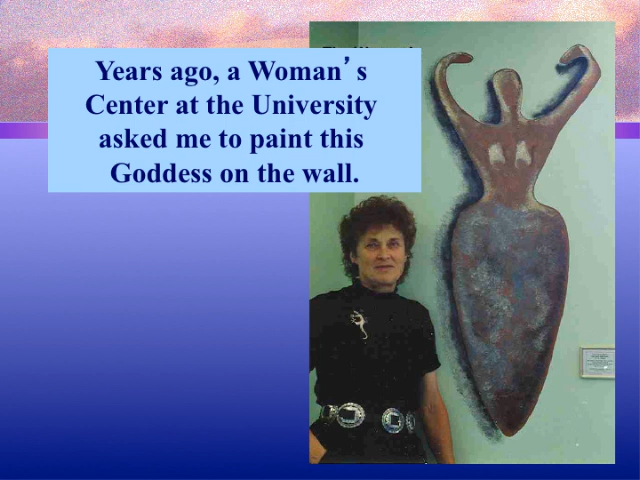 Years ago, a Woman’s
Center at the University
asked me to paint this
Goddess on the wall.